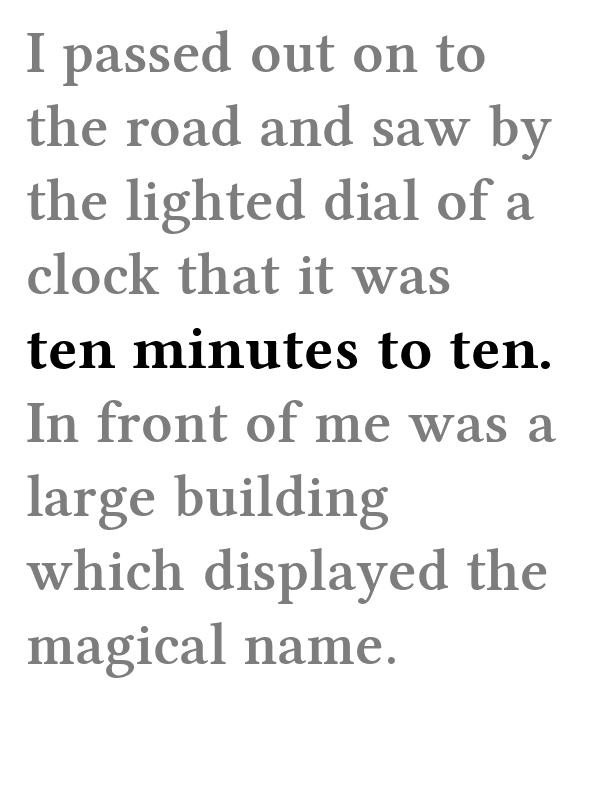 I passed out on to
the road and saw by
the lighted dial of a
clock that it was
ten minutes to ten.
In front of me was a
large building
which displayed the
magical name.